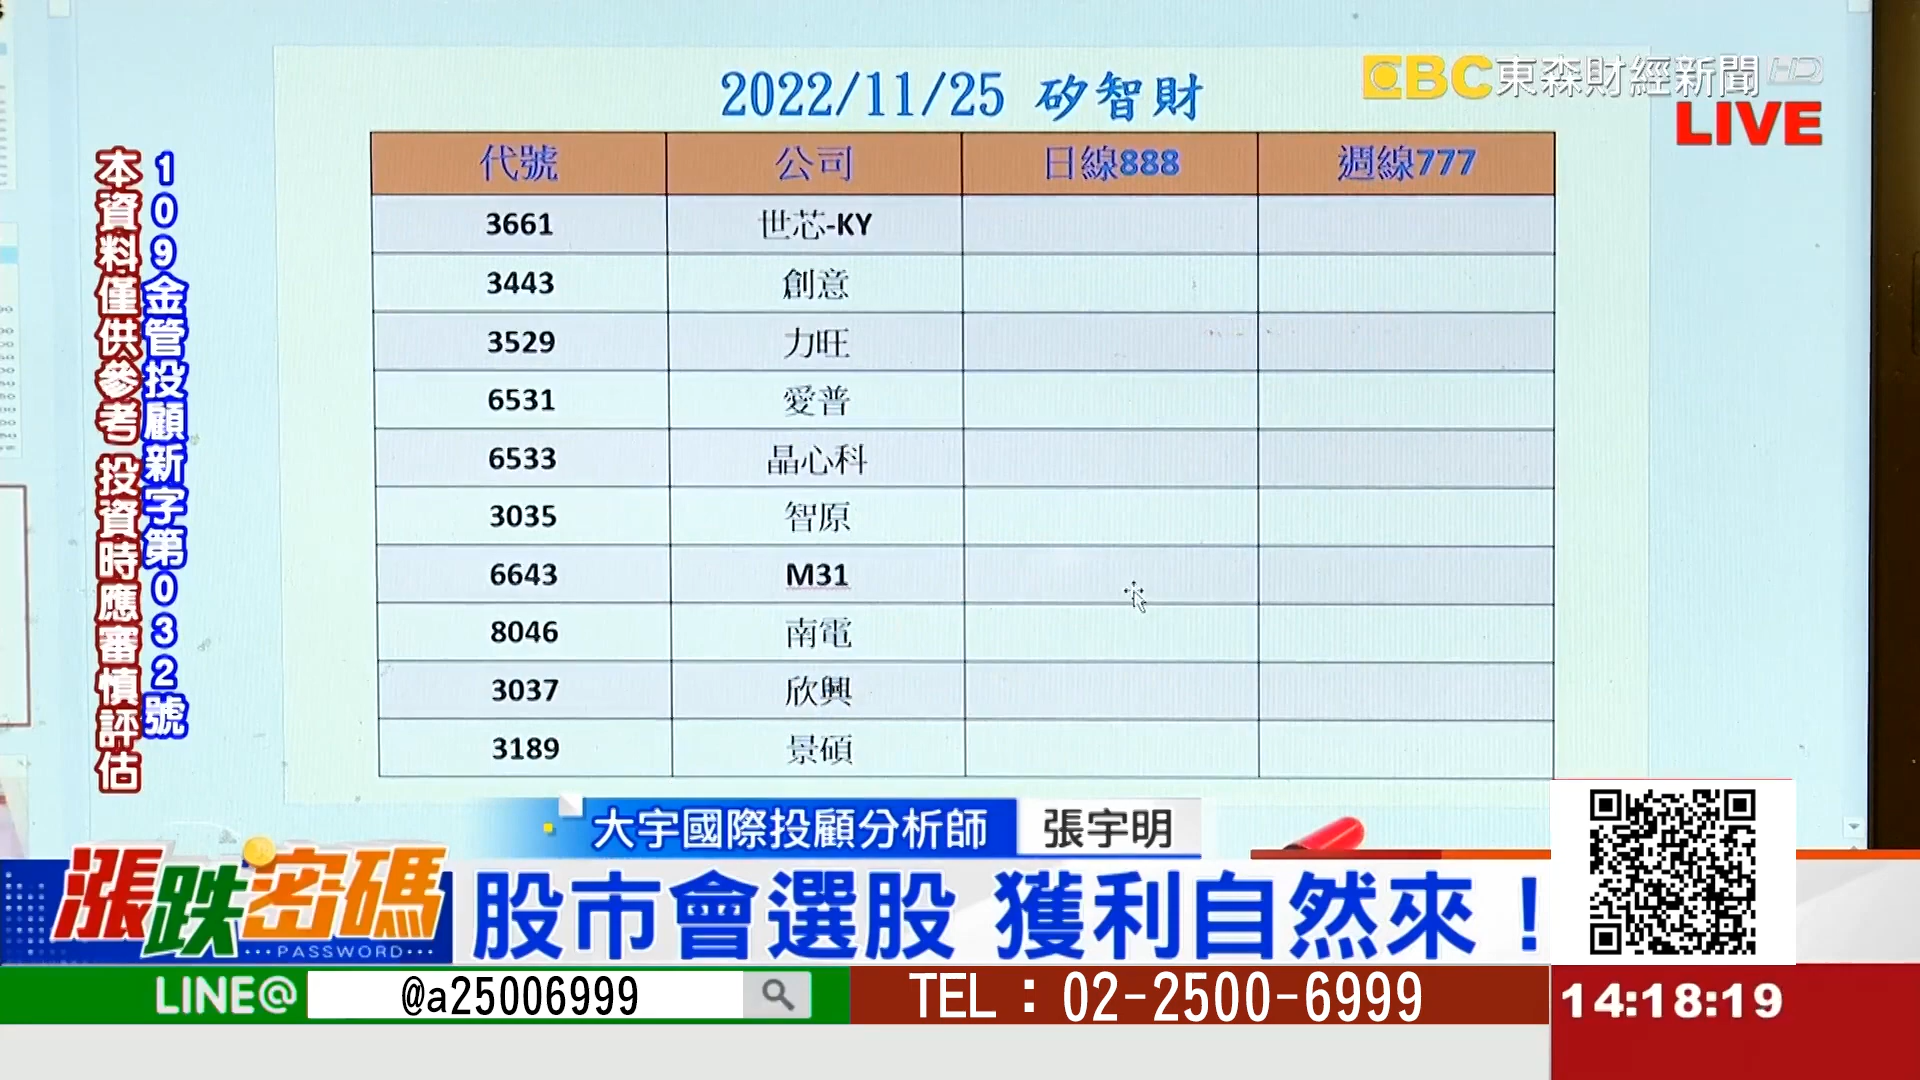 2022/11/25 矽智財
EBC東森財經新聞 HD
LIVE
109金管投顧新字第032號
本資料僅供參考 投資時應審慎評估
代號 公司 日線888 週線777
3661 世芯-KY
3443 創意
3529 力旺
6531 愛普
6533 晶心科
3035 智原
6643 M31
8046 南電
3037 欣興
3189 景碩
大宇國際投顧分析師 張宇明
漲跌密碼
PASSWORD
股市會選股 獲利自然來！
LINE@ @a25006999
TEL：02-2500-6999
14:18:19